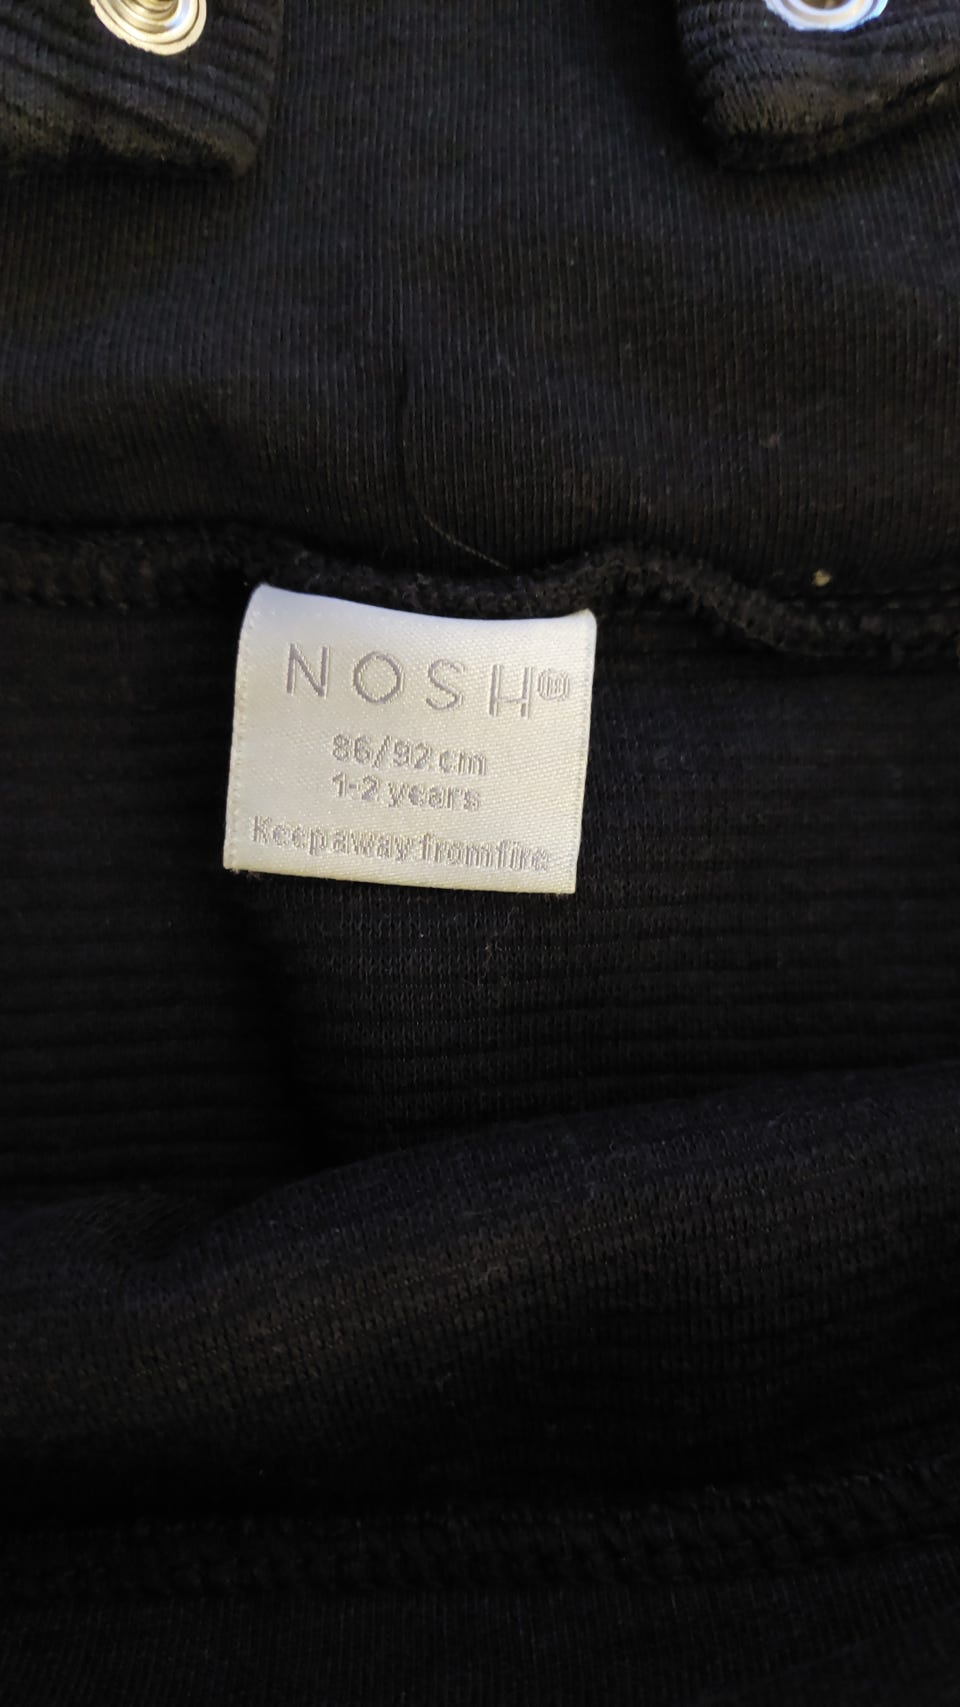 NOSH®
86/92 cm
1-2 years
Keep away from fire